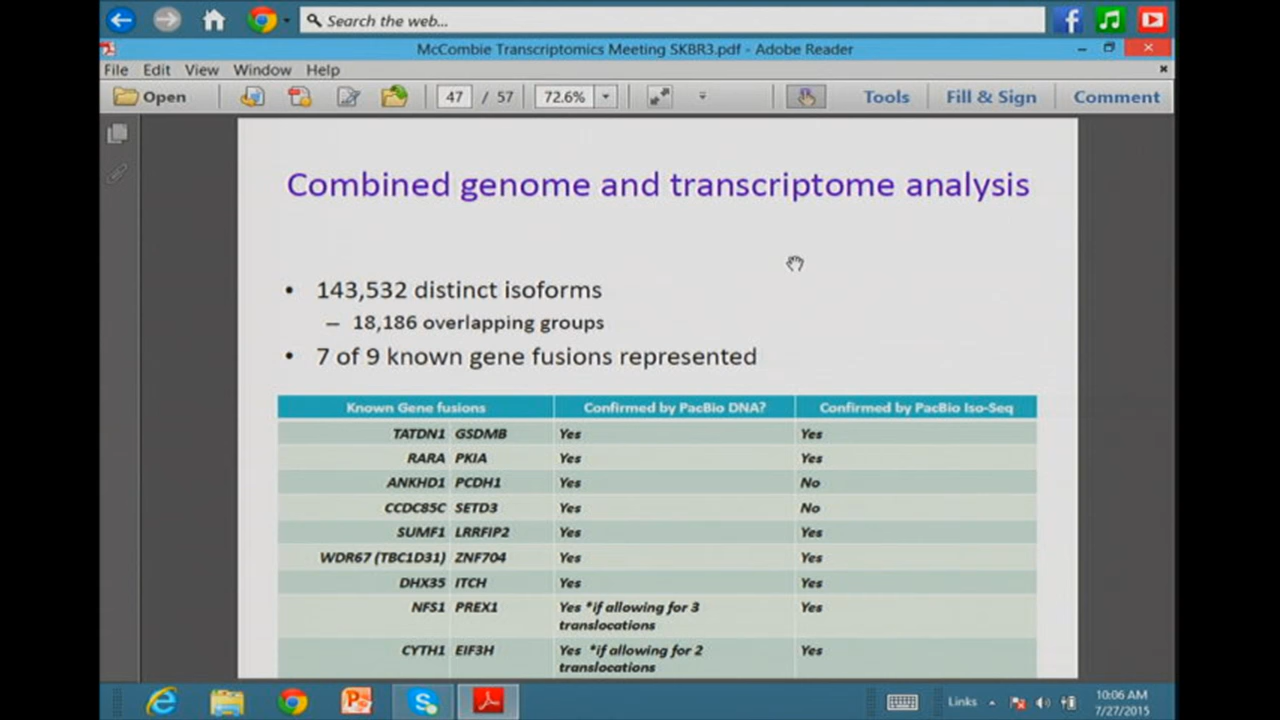 Search the web...
McCombie Transcriptomics Meeting SKBR3.pdf - Adobe Reader
File Edit View Window Help
Open 47 / 57 72.6% Tools Fill & Sign Comment
Combined genome and transcriptome analysis
• 143,532 distinct isoforms
– 18,186 overlapping groups
• 7 of 9 known gene fusions represented
Known Gene fusions Confirmed by PacBio DNA? Confirmed by PacBio Iso-Seq
TATDN1 GSDMB Yes Yes
RARA PKIA Yes Yes
ANKHD1 PCDH1 Yes No
CCDC85C SETD3 Yes No
SUMF1 LRRFIP2 Yes Yes
WDR67 (TBC1D31) ZNF704 Yes Yes
DHX35 ITCH Yes Yes
NFS1 PREX1 Yes *if allowing for 3 Yes
translocations
CYTH1 EIF3H Yes *if allowing for 2 Yes
translocations
Links 10:06 AM
7/27/2015